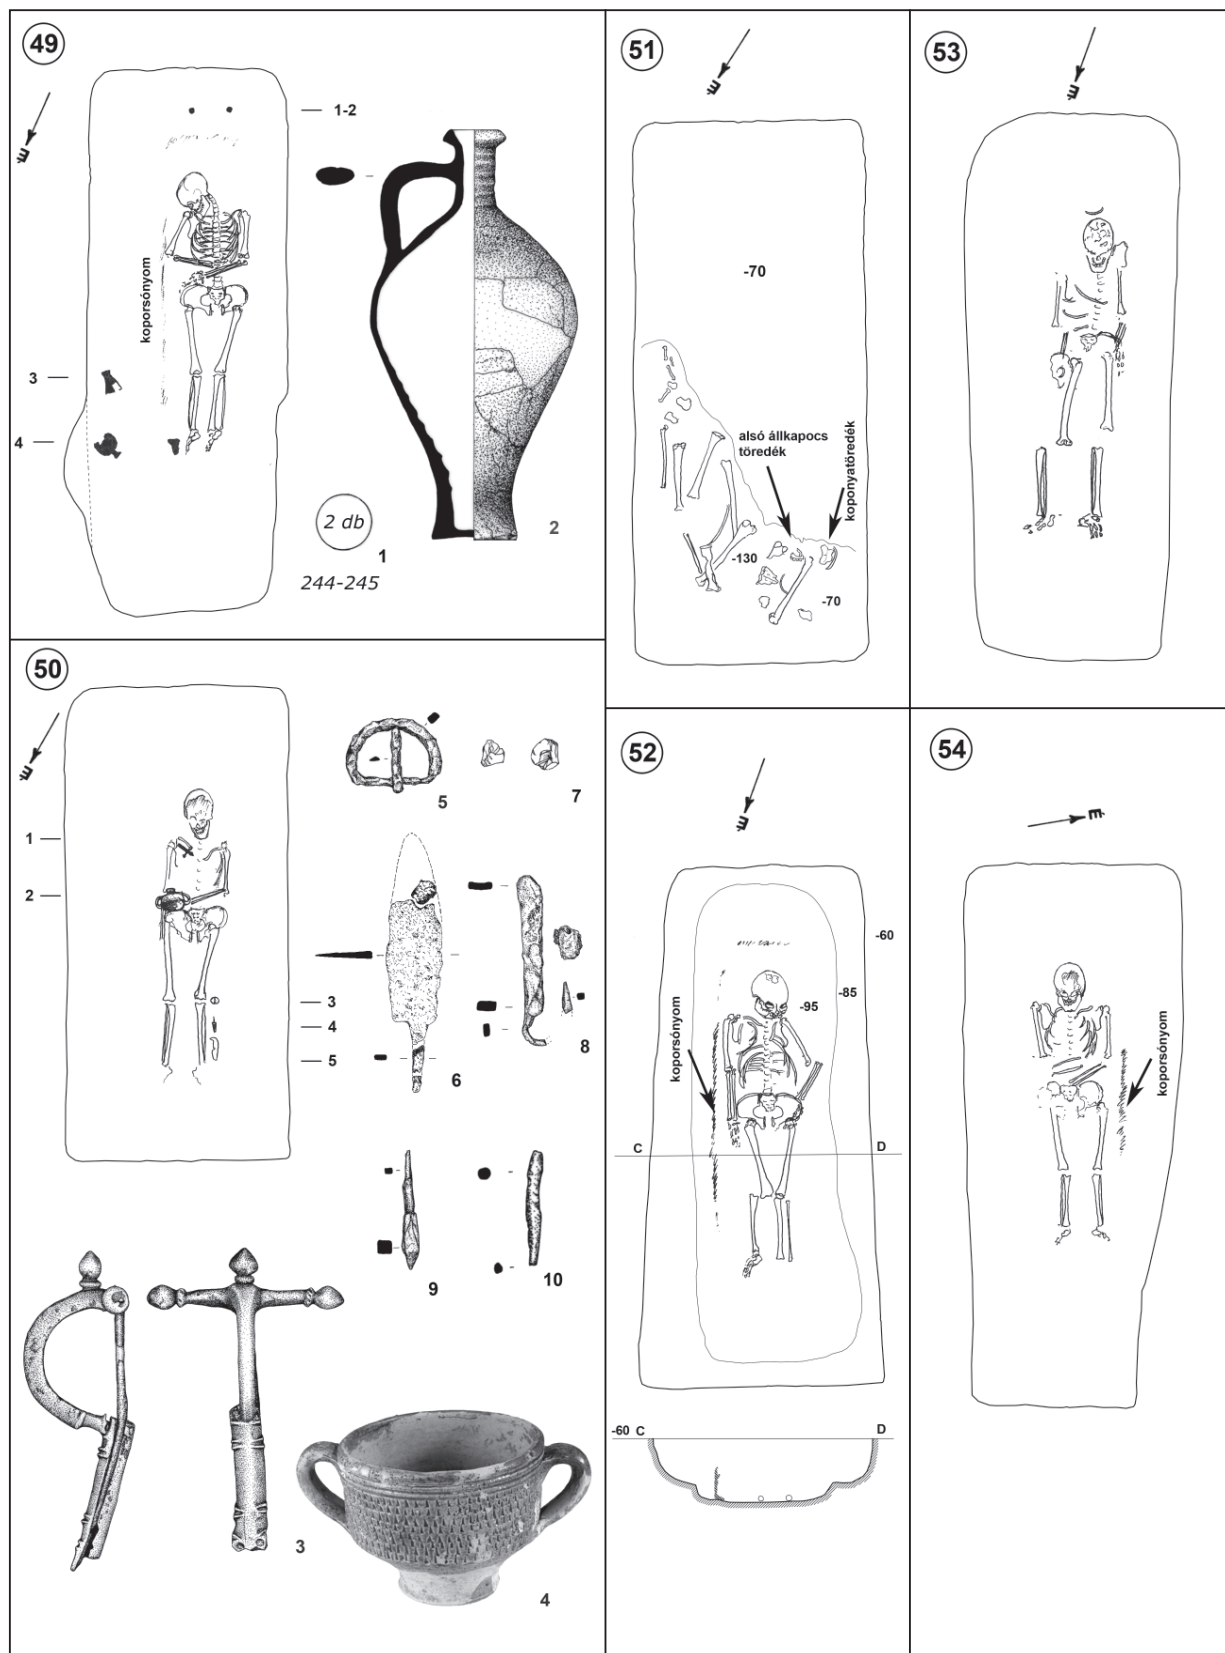 49
É
1-2
koporsónyom
3
4
2 db
1
244-245
2
50
É
1
2
3
4
5
5
7
6
8
9
10
3
4
51
É
-70
alsó állkapocs
töredék
koponyatöredék
-130
-70
52
É
-60
-85
-95
koporsónyom
C
D
-60 C
D
53
É
54
É
koporsónyom